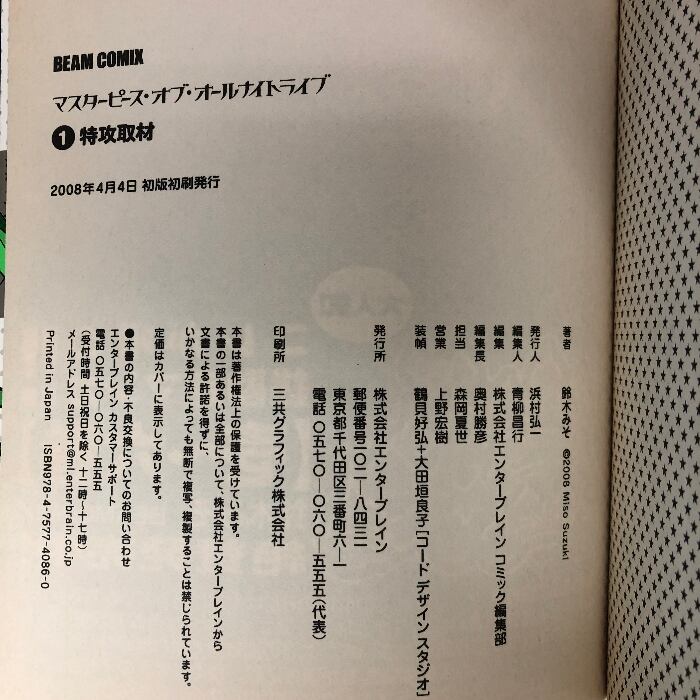 BEAM COMIX
マスターピース・オブ・オールナイトライブ
❶特攻取材
2008年4月4日 初版初刷発行
著者 鈴木みそ ©2008 Miso Suzuki
発行人 浜村弘一
編集人 青柳昌行
編集 株式会社エンターブレイン コミック編集部
編集長 奥村勝彦
担当 森岡夏世
営業 上野宏樹
装幀 鶴貝好弘+大田垣良子[コード デザイン スタジオ]
発行所 株式会社エンターブレイン
郵便番号一〇二―八四三一
東京都千代田区三番町六―一
電話 〇五七〇―〇六〇―五五五(代表)
印刷所 三共グラフィック株式会社
本書は著作権法上の保護を受けています。
本書の一部あるいは全部について、株式会社エンターブレインから
文書による許諾を得ずに、
いかなる方法によっても無断で複写、複製することは禁じられています。
定価はカバーに表示してあります。
●本書の内容・不良交換についてのお問い合わせ
エンターブレイン カスタマーサポート
電話 〇五七〇―〇六〇―五五五
(受付時間 土日祝日を除く 十二時〜十七時)
メールアドレス support@ml.enterbrain.co.jp
Printed in Japan ISBN978-4-7577-4086-0